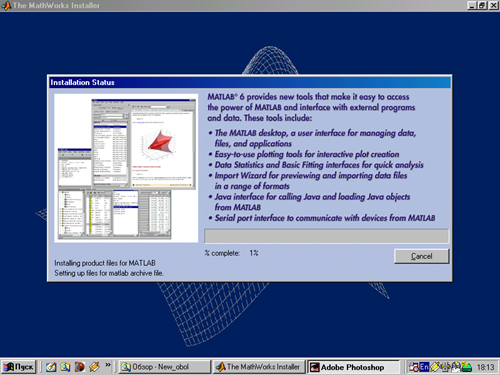 The MathWorks Installer
Installation Status
MATLAB® 6 provides new tools that make it easy to access
the power of MATLAB and interface with external programs
and data. These tools include:
• The MATLAB desktop, a user interface for managing data,
files, and applications
• Easy-to-use plotting tools for interactive plot creation
• Data Statistics and Basic Fitting interfaces for quick analysis
• Import Wizard for previewing and importing data files
in a range of formats
• Java interface for calling Java and loading Java objects
from MATLAB
• Serial port interface to communicate with devices from MATLAB
% complete: 1%
Cancel
Installing product files for MATLAB
Setting up files for matlab archive file.
Пуск
Обзор - New_obol
The MathWorks Installer
Adobe Photoshop
En
18:13